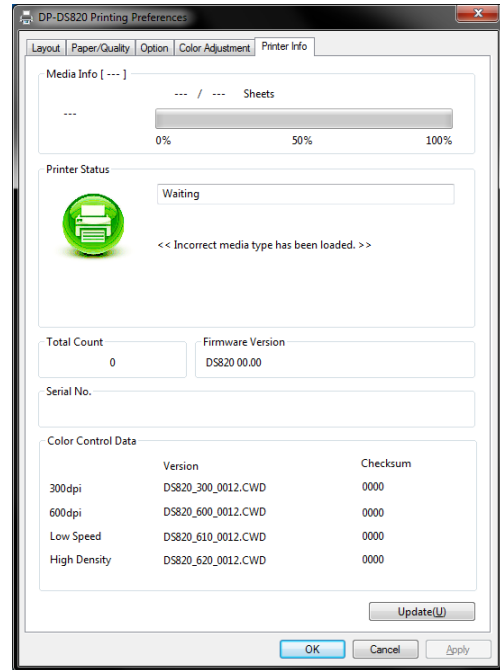 DP-DS820 Printing Preferences
Layout Paper/Quality Option Color Adjustment Printer Info
Media Info [ --- ]
--- / --- Sheets
---
0% 50% 100%
Printer Status
Waiting
<< Incorrect media type has been loaded. >>
Total Count Firmware Version
0 DS820 00.00
Serial No.
Color Control Data
Version Checksum
300dpi DS820_300_0012.CWD 0000
600dpi DS820_600_0012.CWD 0000
Low Speed DS820_610_0012.CWD 0000
High Density DS820_620_0012.CWD 0000
Update(U)
OK Cancel Apply